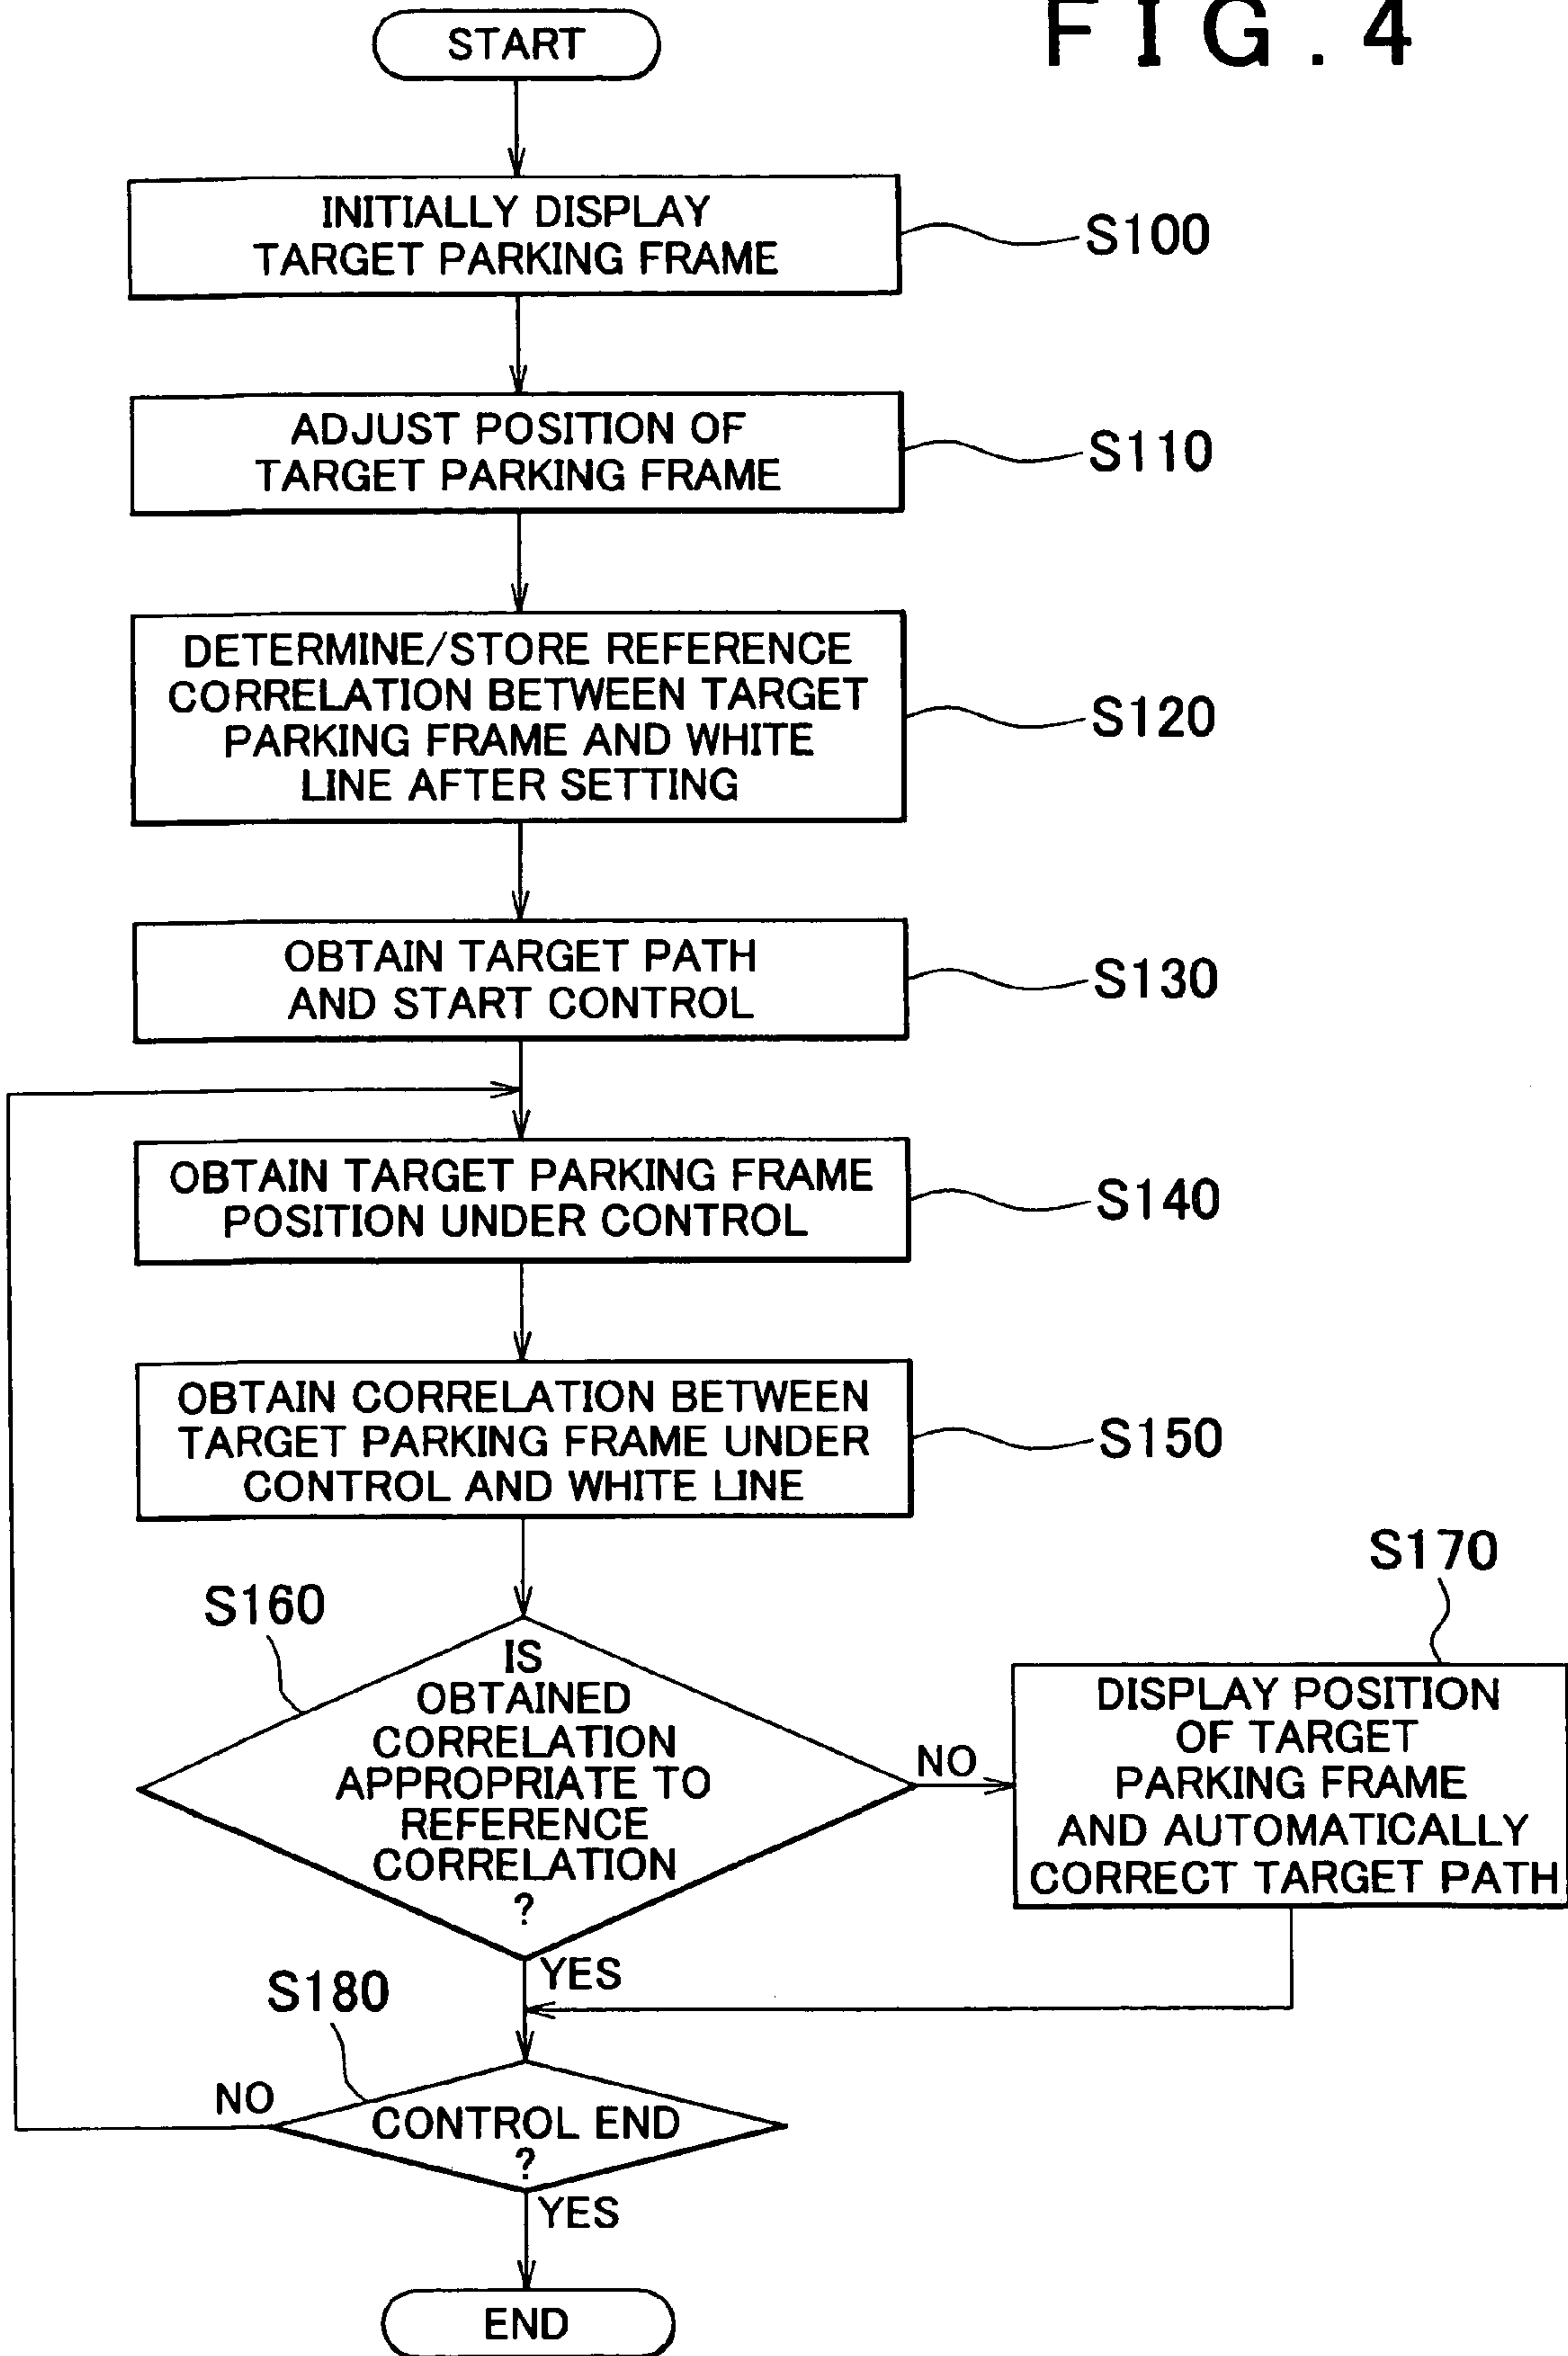 FIG.4
START
INITIALLY DISPLAY
TARGET PARKING FRAME
S100
ADJUST POSITION OF
TARGET PARKING FRAME
S110
DETERMINE/STORE REFERENCE
CORRELATION BETWEEN TARGET
PARKING FRAME AND WHITE
LINE AFTER SETTING
S120
OBTAIN TARGET PATH
AND START CONTROL
S130
OBTAIN TARGET PARKING FRAME
POSITION UNDER CONTROL
S140
OBTAIN CORRELATION BETWEEN
TARGET PARKING FRAME UNDER
CONTROL AND WHITE LINE
S150
S160
IS
OBTAINED
CORRELATION
APPROPRIATE TO
REFERENCE
CORRELATION
?
NO
S170
DISPLAY POSITION
OF TARGET
PARKING FRAME
AND AUTOMATICALLY
CORRECT TARGET PATH
YES
S180
NO
CONTROL END
?
YES
END